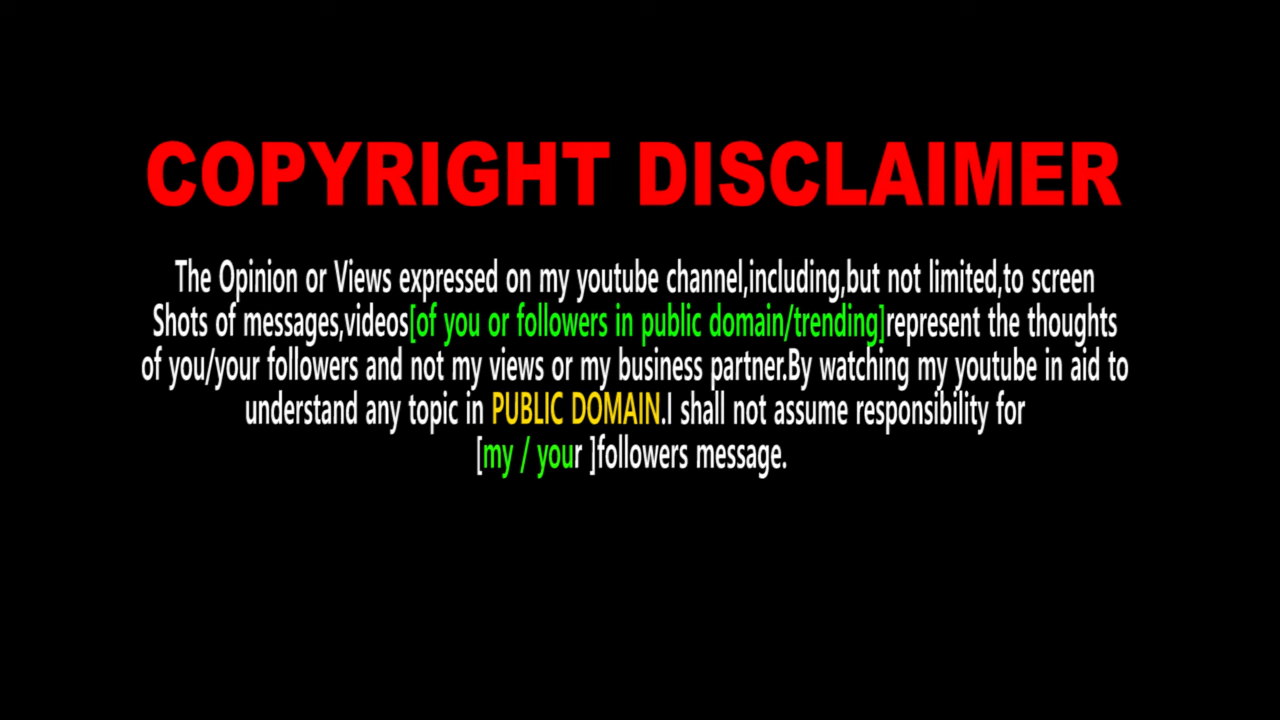 COPYRIGHT DISCLAIMER
The Opinion or Views expressed on my youtube channel,including,but not limited,to screen
Shots of messages,videos[of you or followers in public domain/trending]represent the thoughts
of you/your followers and not my views or my business partner.By watching my youtube in aid to
understand any topic in PUBLIC DOMAIN.I shall not assume responsibility for
[my / your ]followers message.